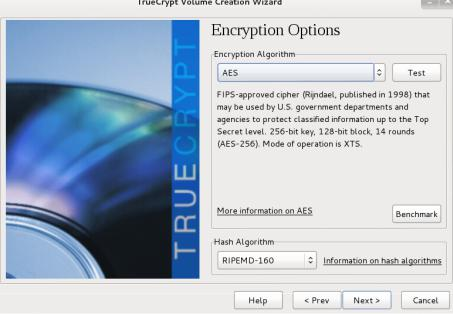 TrueCrypt Volume Creation Wizard
TRUECRYPT
Encryption Options
Encryption Algorithm
AES
Test
FIPS-approved cipher (Rijndael, published in 1998) that
may be used by U.S. government departments and
agencies to protect classified information up to the Top
Secret level. 256-bit key, 128-bit block, 14 rounds
(AES-256). Mode of operation is XTS.
More information on AES
Benchmark
Hash Algorithm
RIPEMD-160
Information on hash algorithms
Help
< Prev
Next >
Cancel